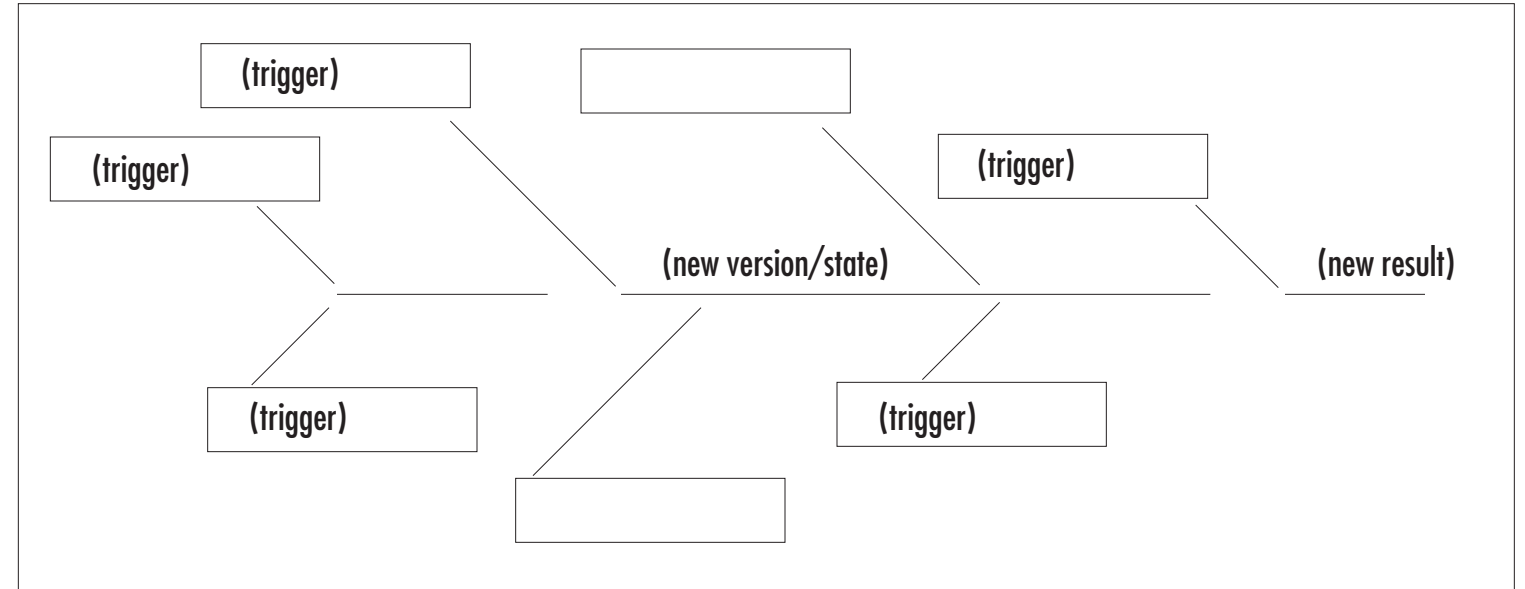 (trigger)
(trigger)
(trigger)
(new version/state)
(new result)
(trigger)
(trigger)